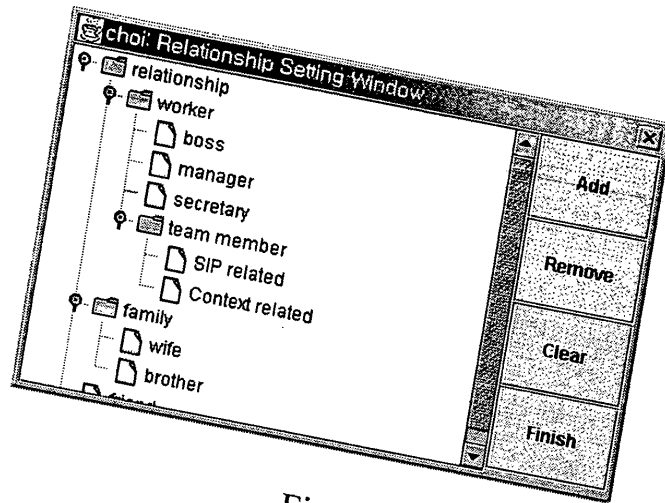 choi: Relationship Setting Window
relationship
worker
boss
manager
secretary
team member
SIP related
Context related
family
wife
brother
Add
Remove
Clear
Finish